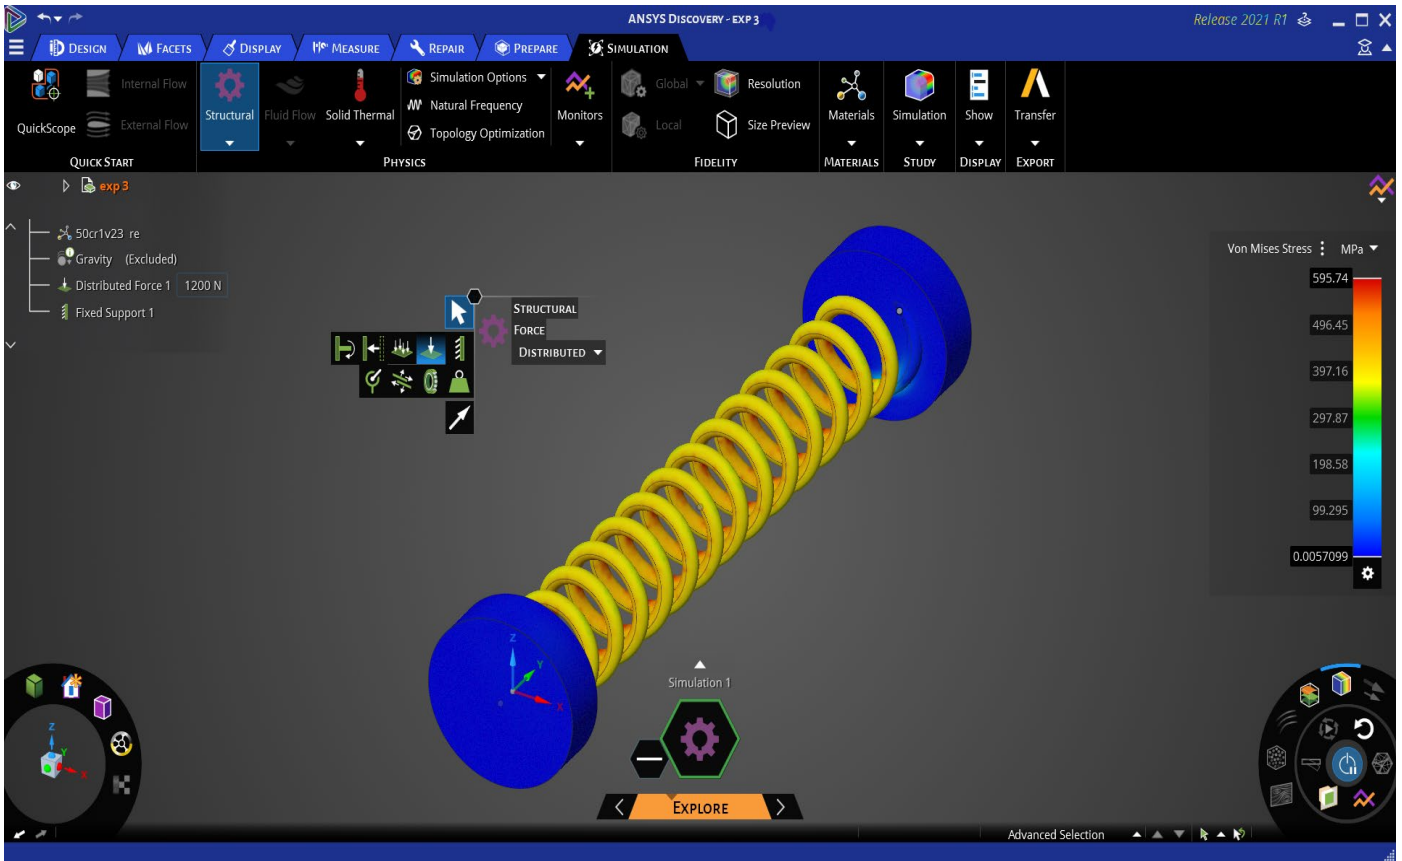 ANSYS DISCOVERY - EXP 3
Release 2021 R1
DESIGN FACETS DISPLAY MEASURE REPAIR PREPARE SIMULATION
QuickScope
Internal Flow
External Flow
QUICK START
Structural
Fluid Flow
Solid Thermal
Simulation Options
Natural Frequency
Topology Optimization
Monitors
PHYSICS
Global
Local
Resolution
Size Preview
FIDELITY
Materials
MATERIALS
Simulation
STUDY
Show
DISPLAY
Transfer
EXPORT
exp 3
50cr1v23 re
Gravity (Excluded)
Distributed Force 1 1200 N
Fixed Support 1
STRUCTURAL
FORCE
DISTRIBUTED
Von Mises Stress MPa
595.74
496.45
397.16
297.87
198.58
99.295
0.0057099
Z
Y
X
Simulation 1
EXPLORE
Z
Y
X
Advanced Selection